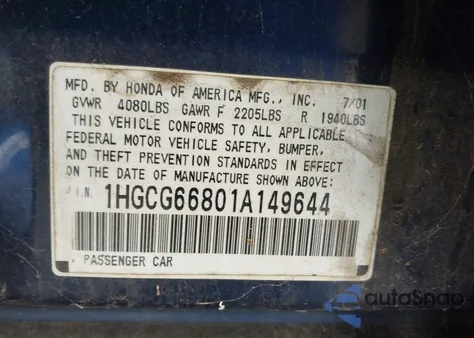 MFD. BY HONDA OF AMERICA MFG., INC. 7/01
GVWR 4080LBS GAWR F 2205LBS R 1940LBS
THIS VEHICLE CONFORMS TO ALL APPLICABLE
FEDERAL MOTOR VEHICLE SAFETY, BUMPER,
AND THEFT PREVENTION STANDARDS IN EFFECT
ON THE DATE OF MANUFACTURE SHOWN ABOVE:
V.I.N. 1HGCG66801A149644
PASSENGER CAR
autoSnap